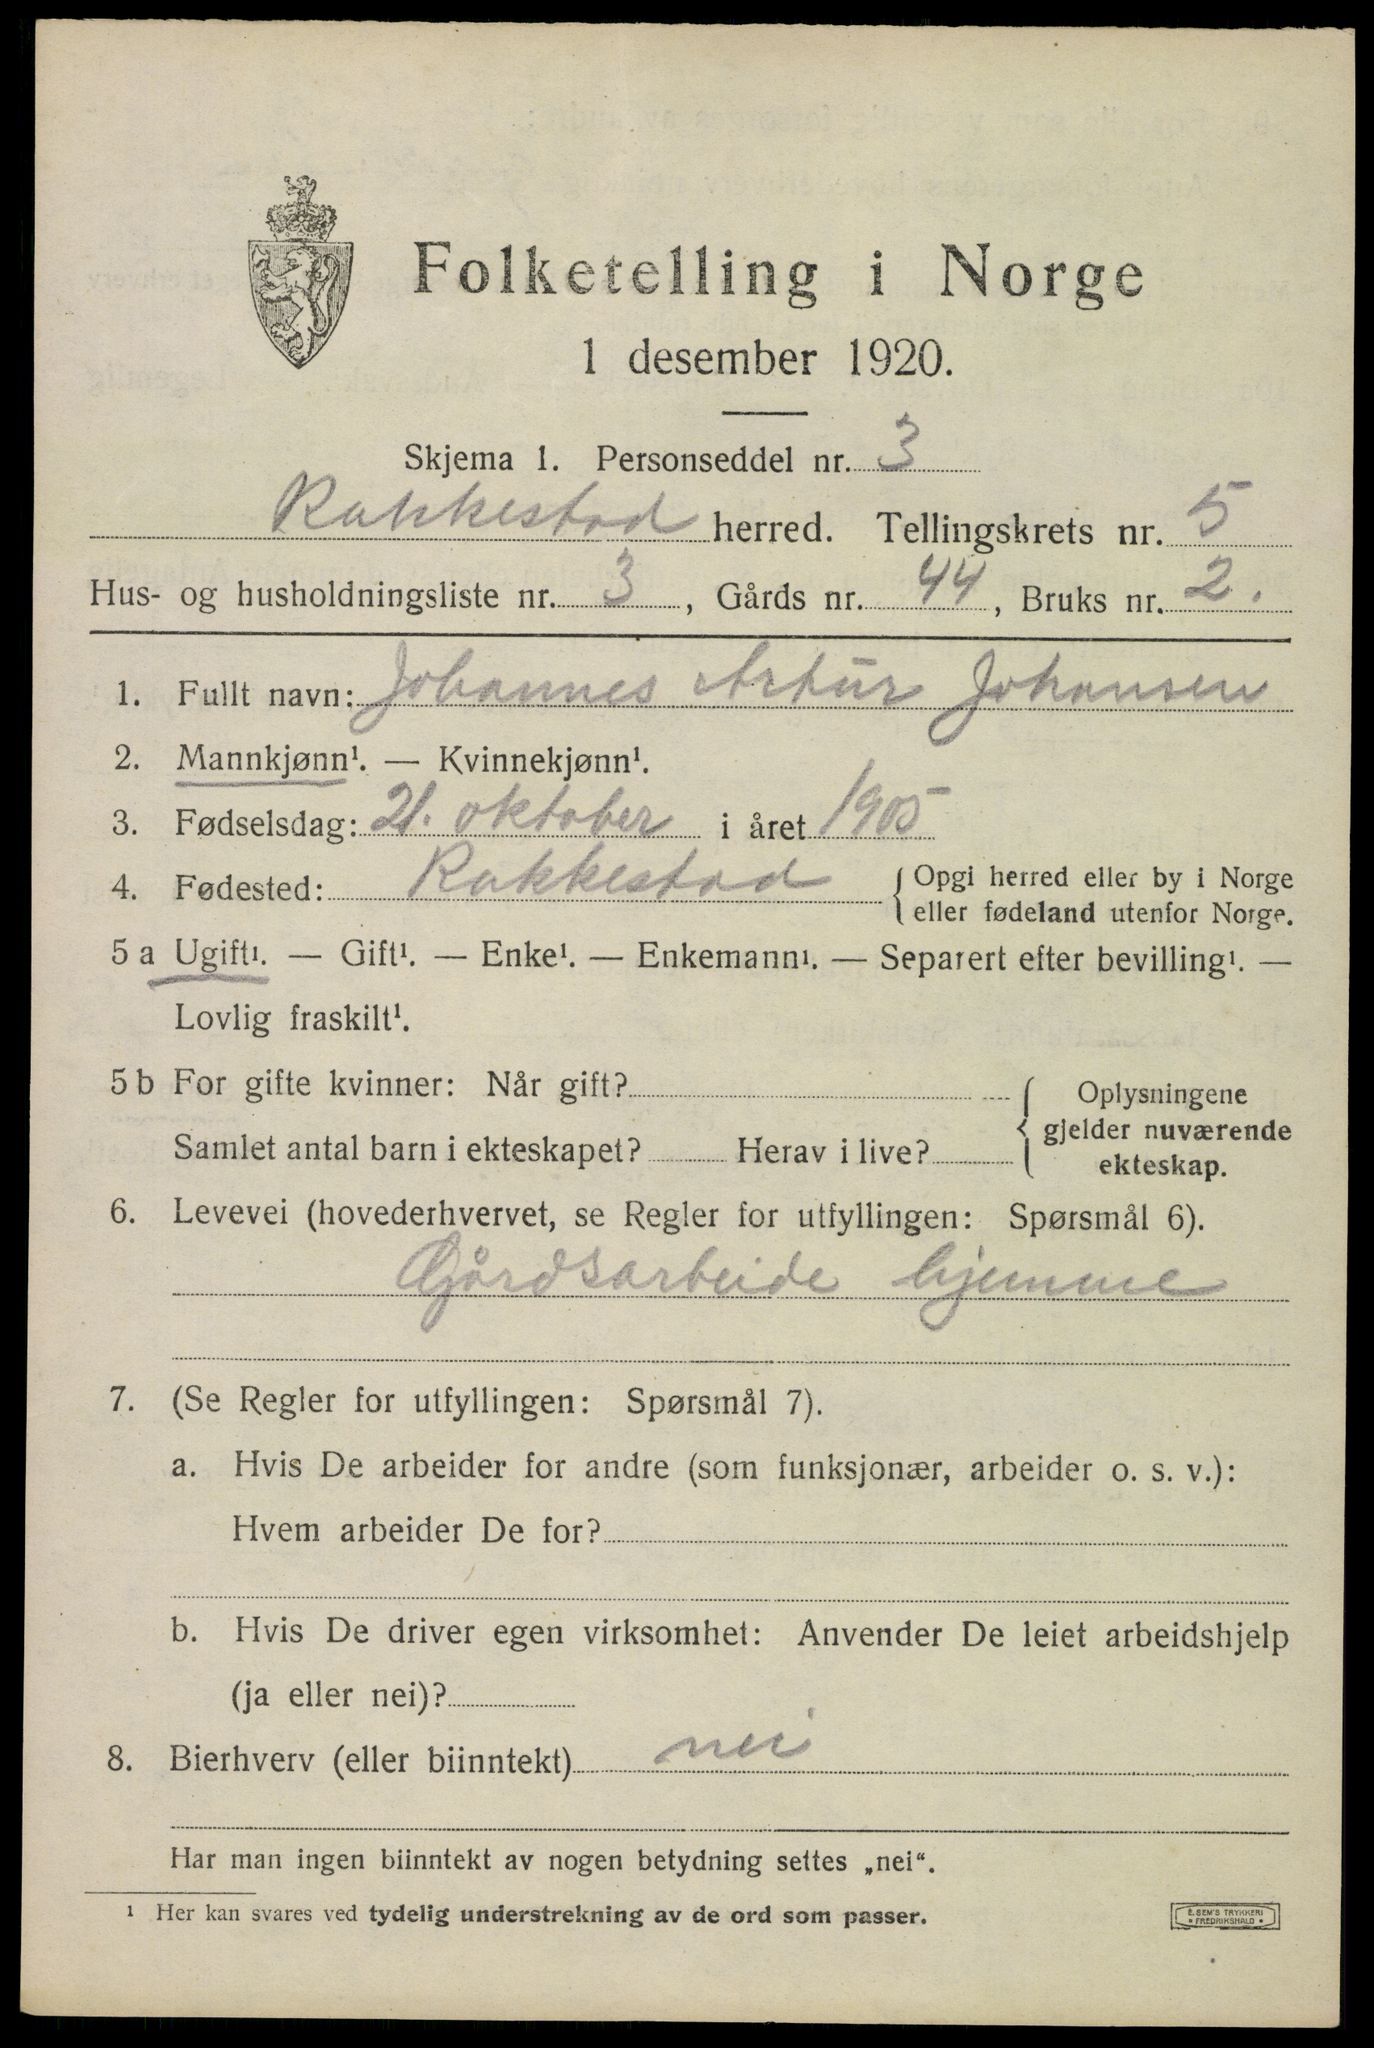 Folketelling i Norge
1 desember 1920.
Skjema 1. Personseddel nr. 3
Rakkestad herred. Tellingskrets nr. 5
Hus- og husholdningsliste nr. 3, Gårds nr. 44, Bruks nr. 2.
1. Fullt navn: Johannes Artur Johansen
2. Mannkjønn¹. — Kvinnekjønn¹.
3. Fødselsdag: 21. oktober i året 1905
4. Fødested: Rakkestad { Opgi herred eller by i Norge
eller fødeland utenfor Norge.
5 a Ugift¹. — Gift¹. — Enke¹. — Enkemann¹. — Separert efter bevilling¹. —
Lovlig fraskilt¹.
5 b For gifte kvinner: Når gift?
Samlet antal barn i ekteskapet? Herav i live?
Oplysningene
gjelder nuværende
ekteskap.
6. Levevei (hovederhvervet, se Regler for utfyllingen: Spørsmål 6).
Gårdsarbeide hjemme
7. (Se Regler for utfyllingen: Spørsmål 7).
a. Hvis De arbeider for andre (som funksjonær, arbeider o. s. v.):
Hvem arbeider De for?
b. Hvis De driver egen virksomhet: Anvender De leiet arbeidshjelp
(ja eller nei)?
8. Bierhverv (eller biinntekt) nei
Har man ingen biinntekt av nogen betydning settes „nei“.
¹ Her kan svares ved tydelig understrekning av de ord som passer.
E. SEM'S TRYKKERI
* FREDRIKSHALD *